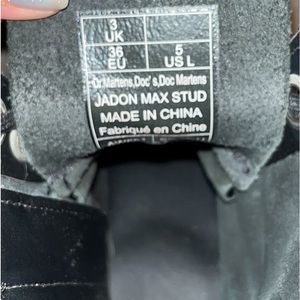 3
UK
36 5
EU US L
Dr.Martens,Doc's,Doc Martens
JADON MAX STUD
MADE IN CHINA
Fabriqué en Chine